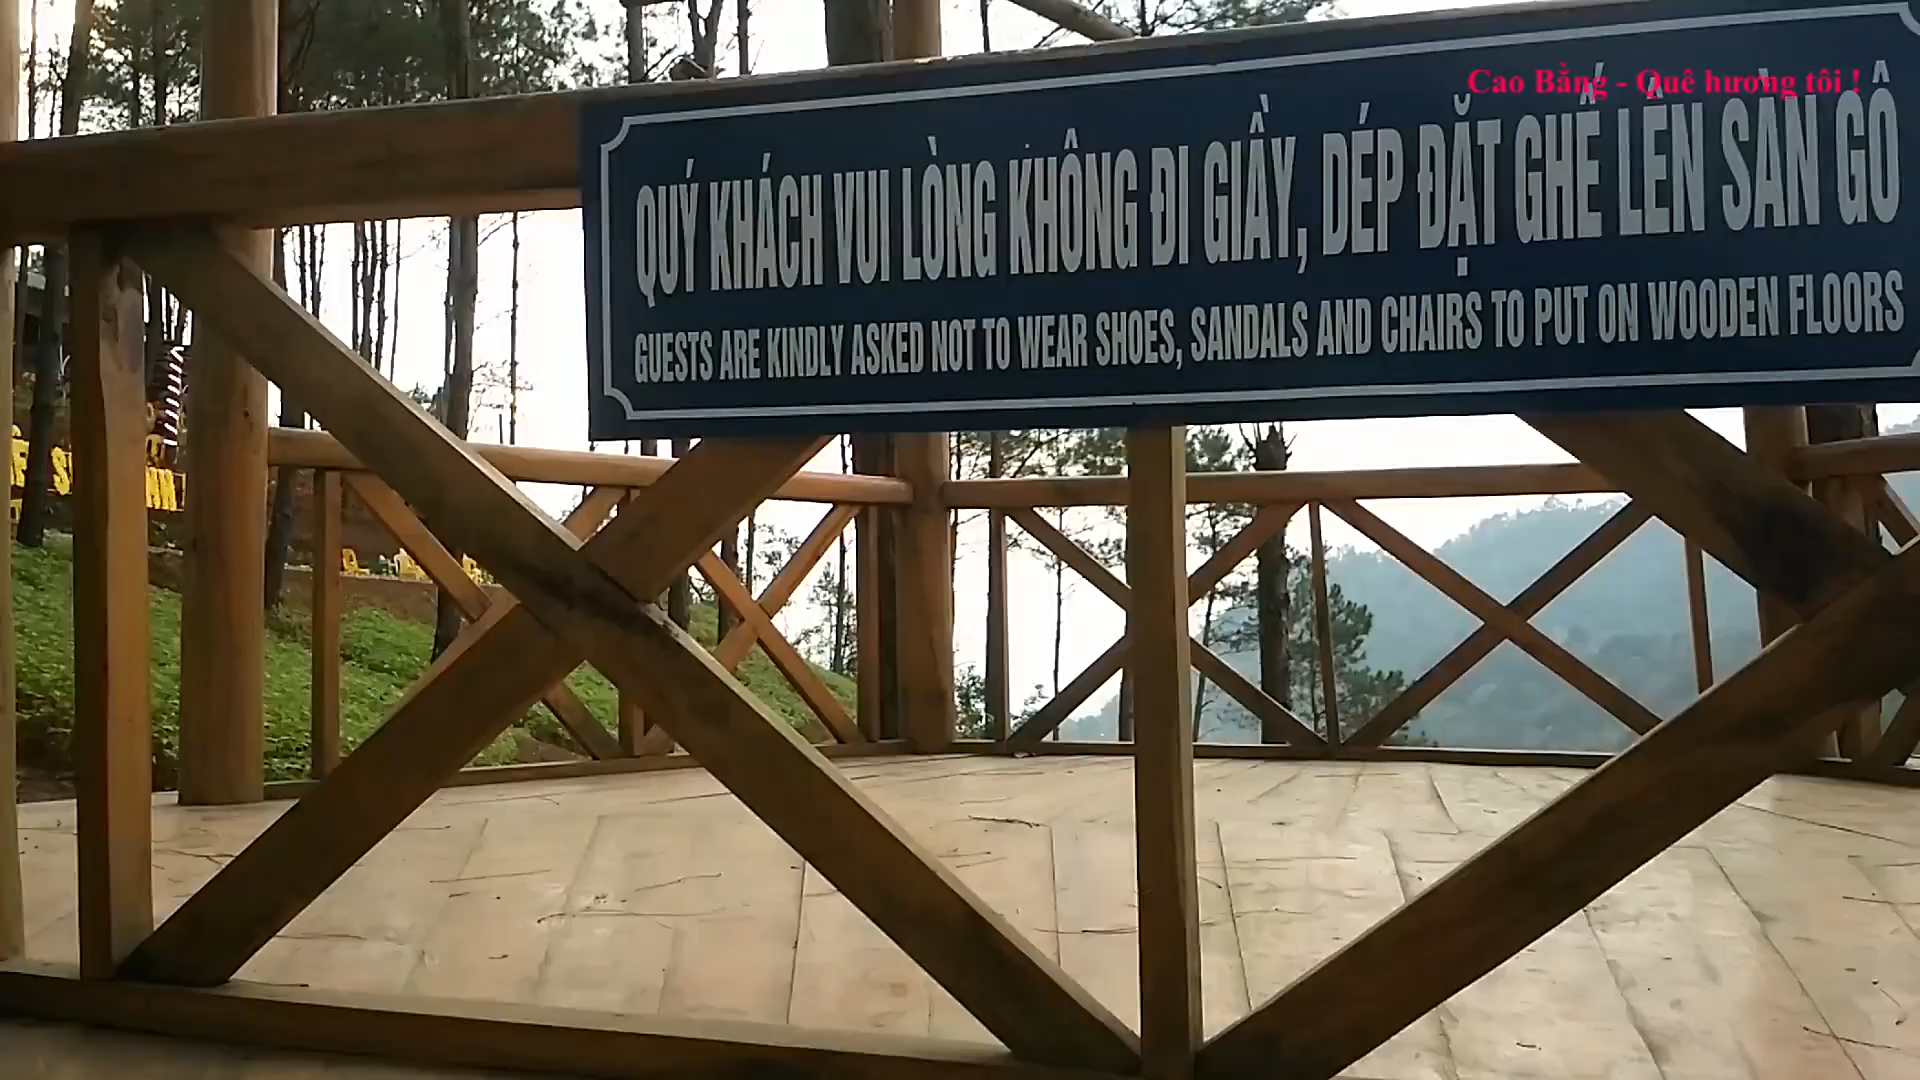 Cao Bằng - Quê hương tôi !
QUÝ KHÁCH VUI LÒNG KHÔNG ĐI GIẦY, DÉP ĐẶT GHẾ LÊN SÀN GỖ
GUESTS ARE KINDLY ASKED NOT TO WEAR SHOES, SANDALS AND CHAIRS TO PUT ON WOODEN FLOORS